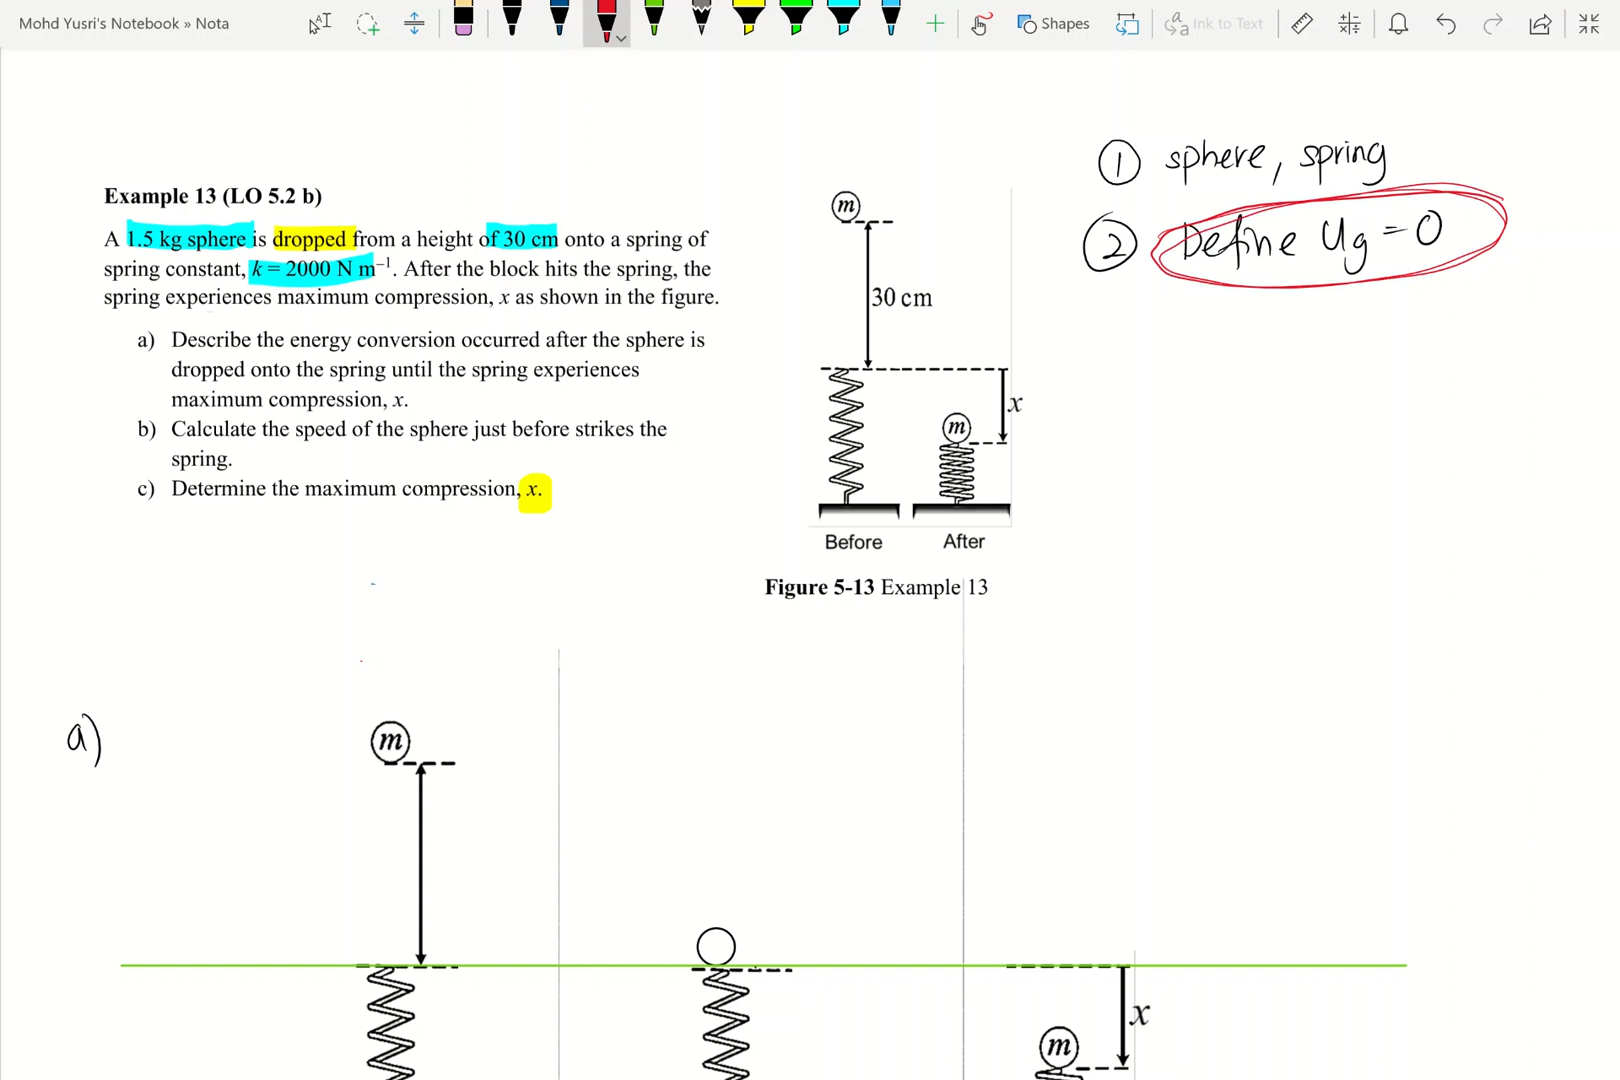 Mohd Yusri's Notebook » Nota
Shapes
Ink to Text
Example 13 (LO 5.2 b)
A 1.5 kg sphere is dropped from a height of 30 cm onto a spring of
spring constant, k = 2000 N m⁻¹. After the block hits the spring, the
spring experiences maximum compression, x as shown in the figure.
a) Describe the energy conversion occurred after the sphere is
dropped onto the spring until the spring experiences
maximum compression, x.
b) Calculate the speed of the sphere just before strikes the
spring.
c) Determine the maximum compression, x.
m
30 cm
x
m
Before After
Figure 5-13 Example 13
① sphere, spring
② Define Ug = 0
a)
m
x
m